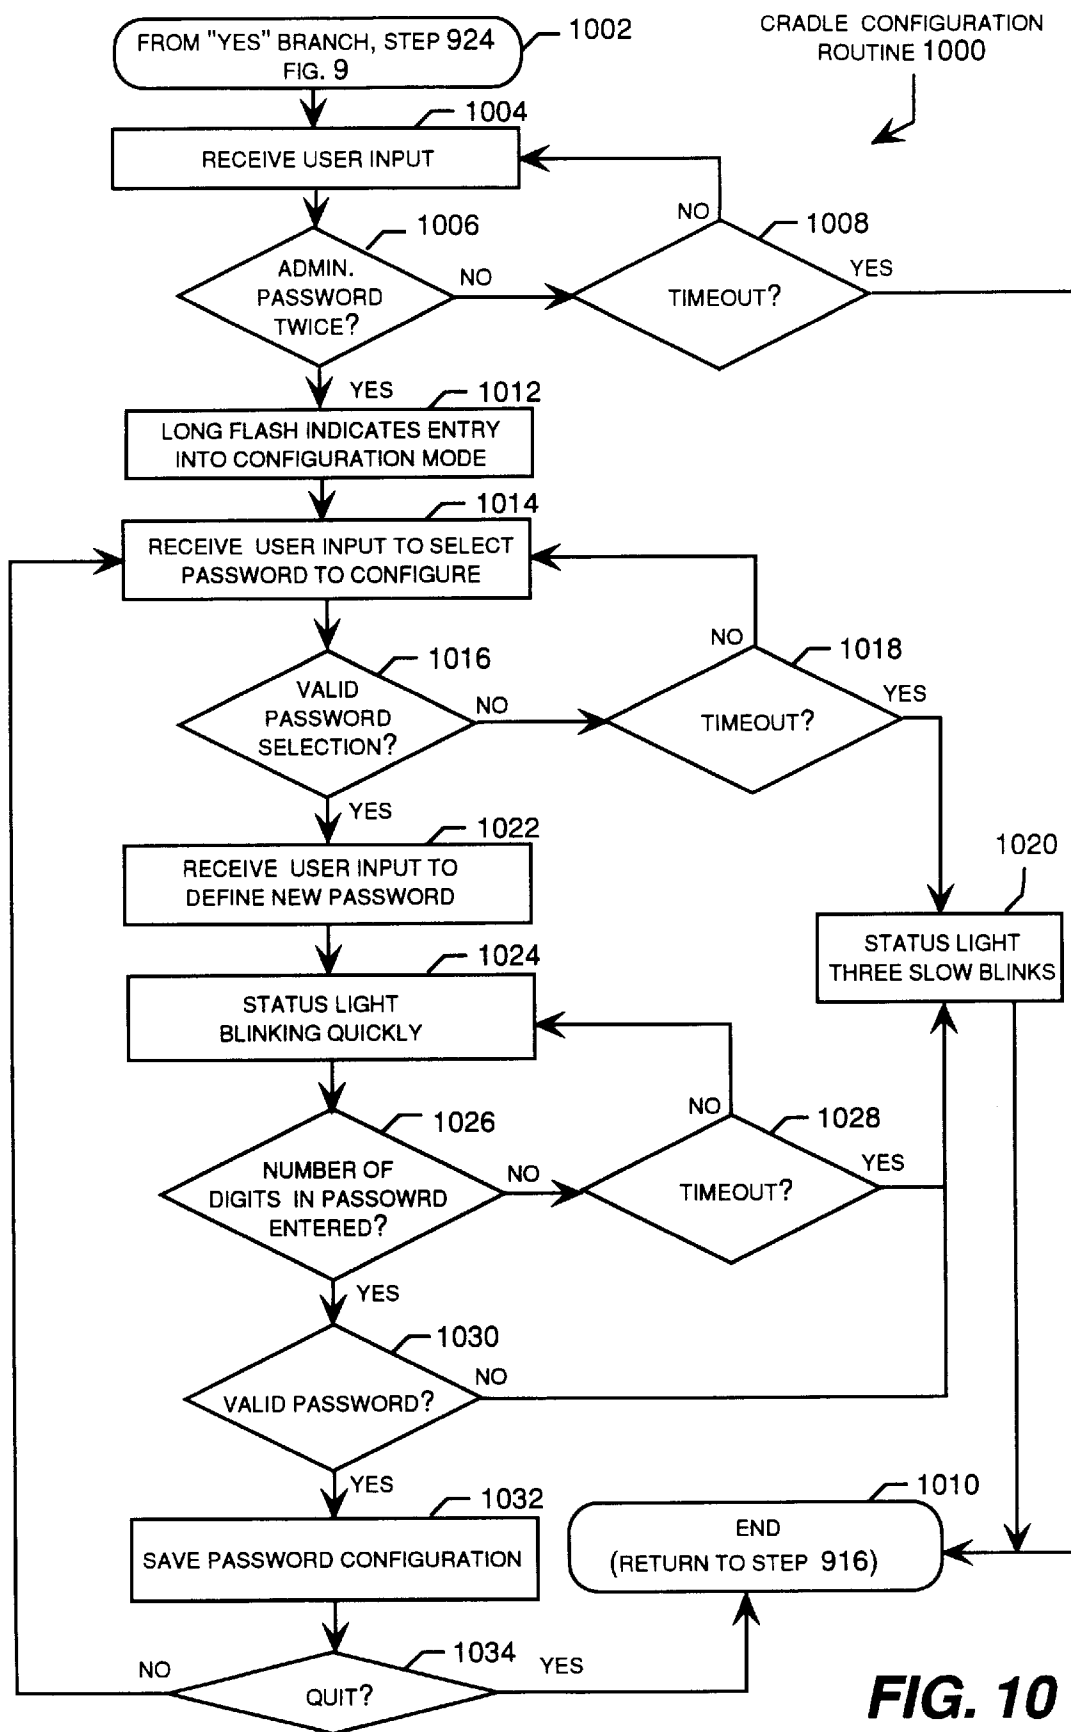 CRADLE CONFIGURATION
ROUTINE 1000
FROM "YES" BRANCH, STEP 924
FIG. 9
1002
1004
RECEIVE USER INPUT
1006
ADMIN.
PASSWORD
TWICE?
NO
1008
NO
YES
TIMEOUT?
YES
1012
LONG FLASH INDICATES ENTRY
INTO CONFIGURATION MODE
1014
RECEIVE USER INPUT TO SELECT
PASSWORD TO CONFIGURE
1016
VALID
PASSWORD
SELECTION?
NO
1018
NO
YES
TIMEOUT?
YES
1022
RECEIVE USER INPUT TO
DEFINE NEW PASSWORD
1020
STATUS LIGHT
THREE SLOW BLINKS
1024
STATUS LIGHT
BLINKING QUICKLY
1026
NUMBER OF
DIGITS IN PASSOWRD
ENTERED?
NO
1028
NO
YES
TIMEOUT?
YES
1030
VALID PASSWORD?
NO
YES
1032
SAVE PASSWORD CONFIGURATION
1010
END
(RETURN TO STEP 916)
1034
NO
QUIT?
YES
FIG. 10